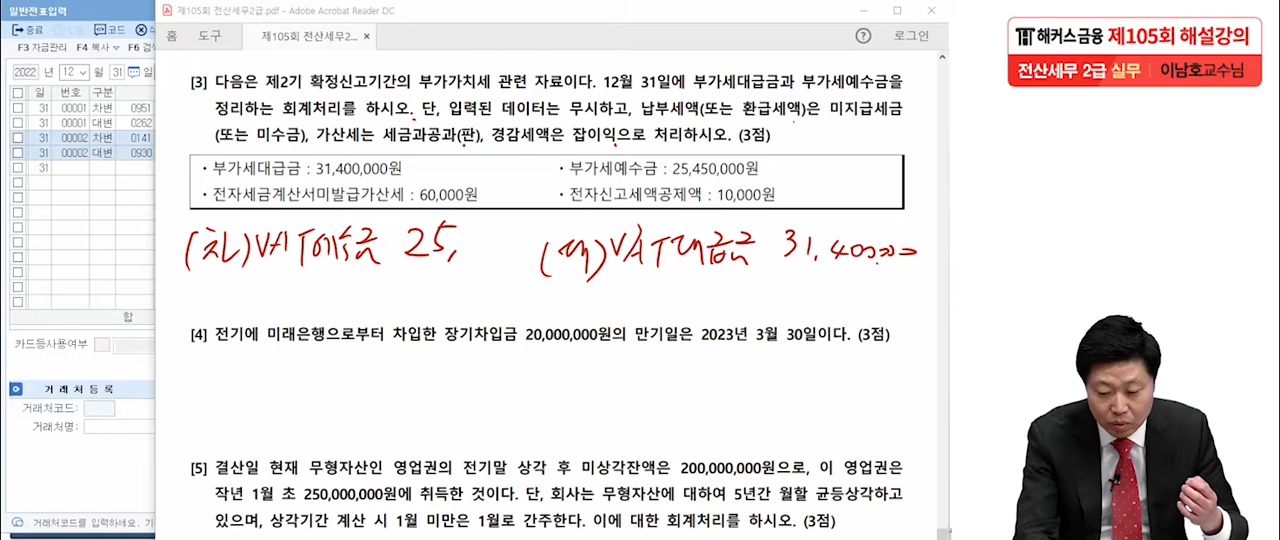 일반전표입력
종료 도움 코드
F3 자금관리 F4 복사 F6 검색
2022 년 12 월 31 일
일 번호 구분
31 00001 차변 0951
31 00001 대변 0262
31 00002 차변 0141
31 00002 대변 0930
31
합
카드등사용여부
거 래 처 등 록
거래처코드:
거래처명:
거래처코드를 입력하세요.
제105회 전산세무2급.pdf - Adobe Acrobat Reader DC
홈 도구 제105회 전산세무2... × ? 로그인
[3] 다음은 제2기 확정신고기간의 부가가치세 관련 자료이다. 12월 31일에 부가세대급금과 부가세예수금을
정리하는 회계처리를 하시오. 단, 입력된 데이터는 무시하고, 납부세액(또는 환급세액)은 미지급세금
(또는 미수금), 가산세는 세금과공과(판), 경감세액은 잡이익으로 처리하시오. (3점)
· 부가세대급금 : 31,400,000원 · 부가세예수금 : 25,450,000원
· 전자세금계산서미발급가산세 : 60,000원 · 전자신고세액공제액 : 10,000원
(차) VAT예수금 25, (대) VAT대급금 31,400,000
[4] 전기에 미래은행으로부터 차입한 장기차입금 20,000,000원의 만기일은 2023년 3월 30일이다. (3점)
[5] 결산일 현재 무형자산인 영업권의 전기말 상각 후 미상각잔액은 200,000,000원으로, 이 영업권은
작년 1월 초 250,000,000원에 취득한 것이다. 단, 회사는 무형자산에 대하여 5년간 월할 균등상각하고
있으며, 상각기간 계산 시 1월 미만은 1월로 간주한다. 이에 대한 회계처리를 하시오. (3점)
해커스금융 제105회 해설강의
전산세무 2급 실무 이남호교수님